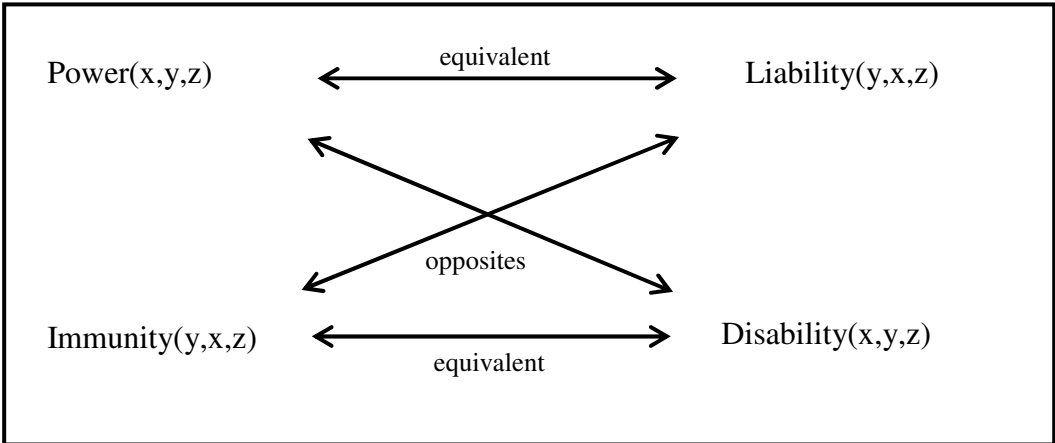 equivalent
Power(x,y,z)
Liability(y,x,z)
opposites
Immunity(y,x,z)
Disability(x,y,z)
equivalent